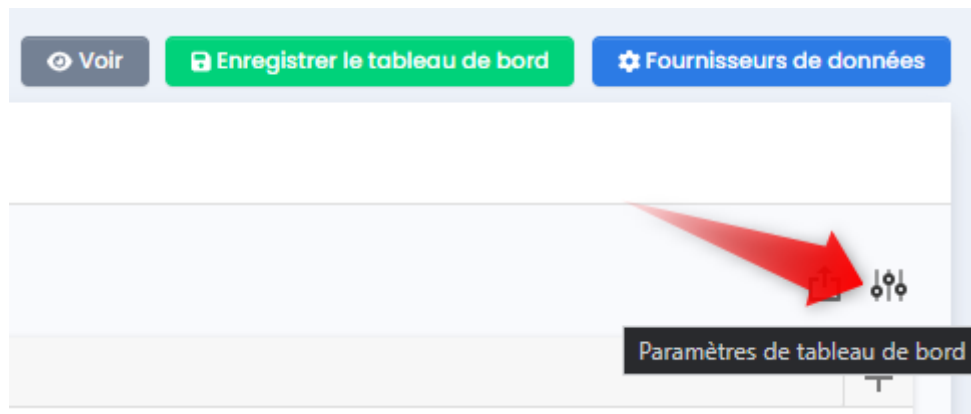 Voir
Enregistrer le tableau de bord
Fournisseurs de données
Paramètres de tableau de bord